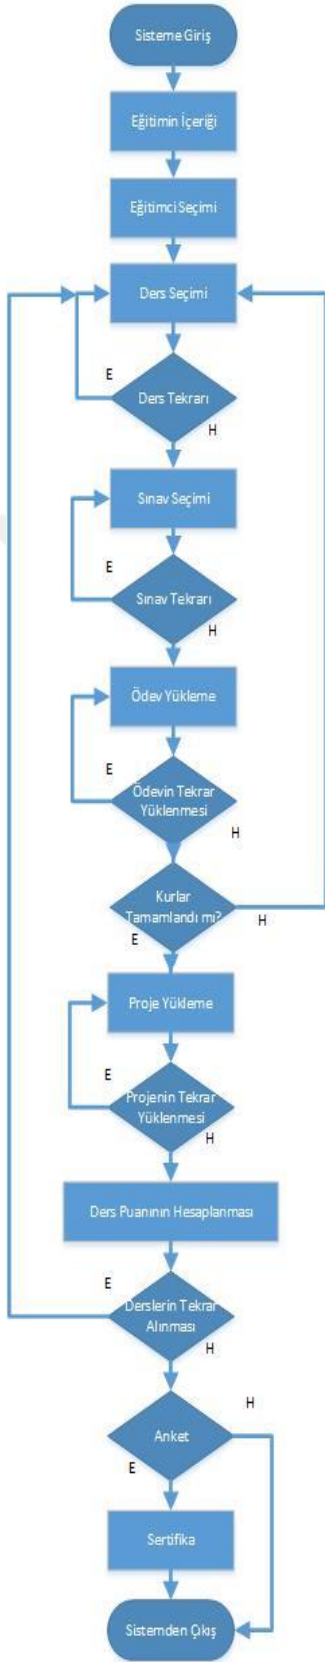 Sisteme Giriş
Eğitimin İçeriği
Eğitimci Seçimi
Ders Seçimi
E
Ders Tekrarı
H
Sınav Seçimi
E
Sınav Tekrarı
H
Ödev Yükleme
E
Ödevin Tekrar
Yüklenmesi
H
Kurlar
Tamamlandı mı?
H
E
Proje Yükleme
E
Projenin Tekrar
Yüklenmesi
H
Ders Puanının Hesaplanması
E
Derslerin Tekrar
Alınması
H
H
Anket
E
Sertifika
Sistemden Çıkış